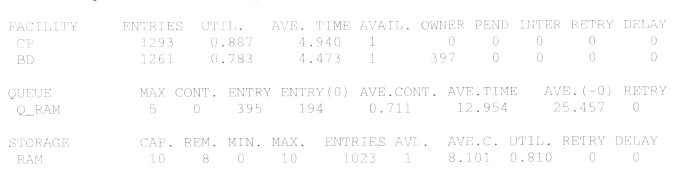 FACILITY ENTRIES UTIL. AVE. TIME AVAIL. OWNER PEND INTER RETRY DELAY
CP 1293 0.887 4.940 1 0 0 0 0 0
BD 1261 0.783 4.473 1 397 0 0 0 0
QUEUE MAX CONT. ENTRY ENTRY(0) AVE.CONT. AVE.TIME AVE.(-0) RETRY
Q_RAM 5 0 395 194 0.711 12.954 25.457 0
STORAGE CAP. REM. MIN. MAX. ENTRIES AVL. AVE.C. UTIL. RETRY DELAY
RAM 10 8 0 10 1023 1 8.101 0.810 0 0